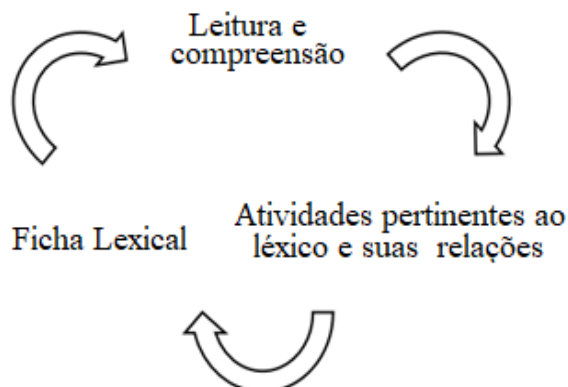 Leitura e
compreensão
Ficha Lexical
Atividades pertinentes ao
léxico e suas relações